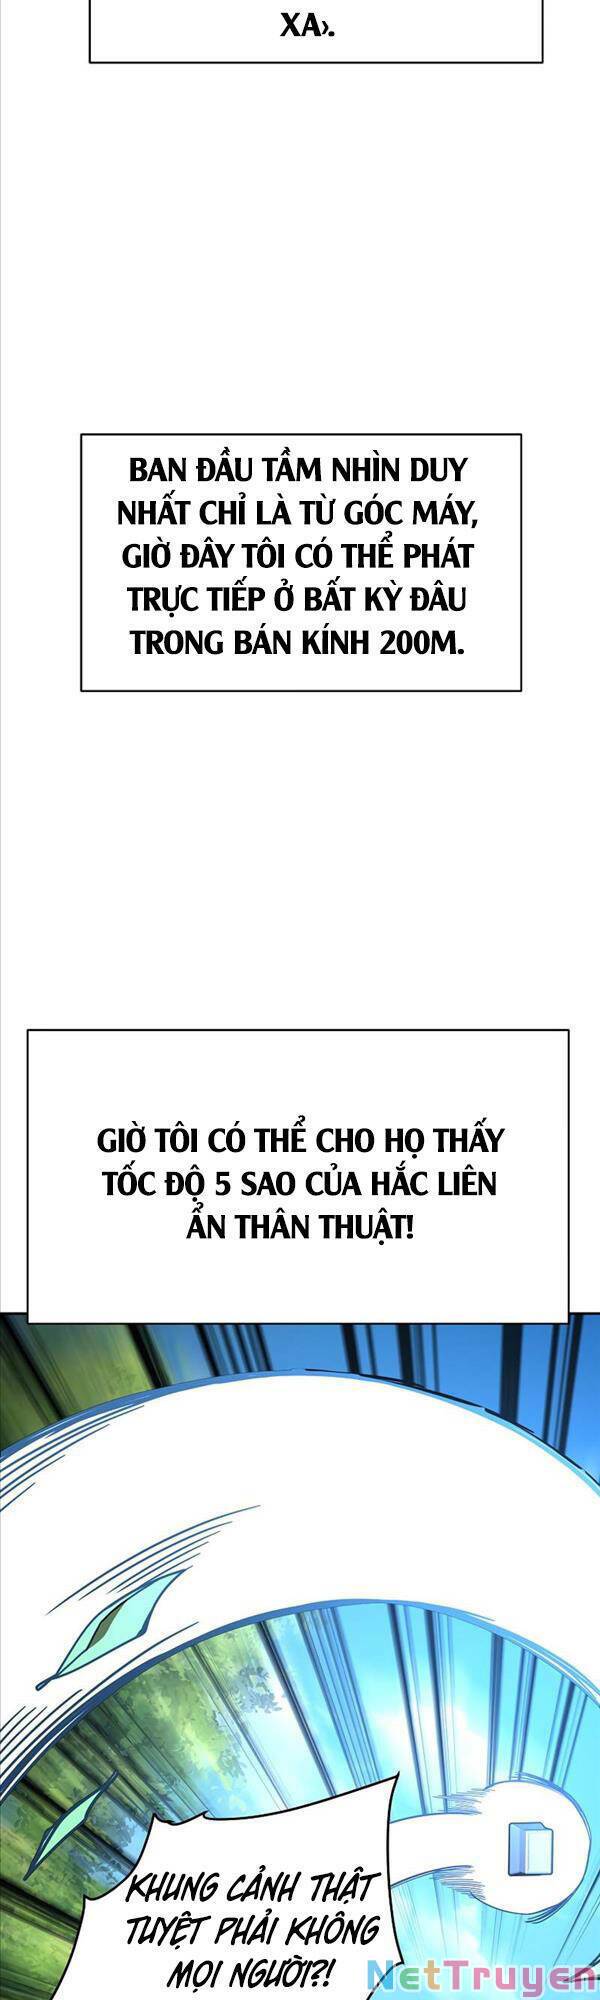 XA>.
BAN ĐẦU TẦM NHÌN DUY
NHẤT CHỈ LÀ TỪ GÓC MÁY,
GIỜ ĐÂY TÔI CÓ THỂ PHÁT
TRỰC TIẾP Ở BẤT KỲ ĐÂU
TRONG BÁN KÍNH 200M.
GIỜ TÔI CÓ THỂ CHO HỌ THẤY
TỐC ĐỘ 5 SAO CỦA HẮC LIÊN
ẨN THÂN THUẬT!
KHUNG CẢNH THẬT
TUYỆT PHẢI KHÔNG
MỌI NGƯỜI?!
NetTruyen